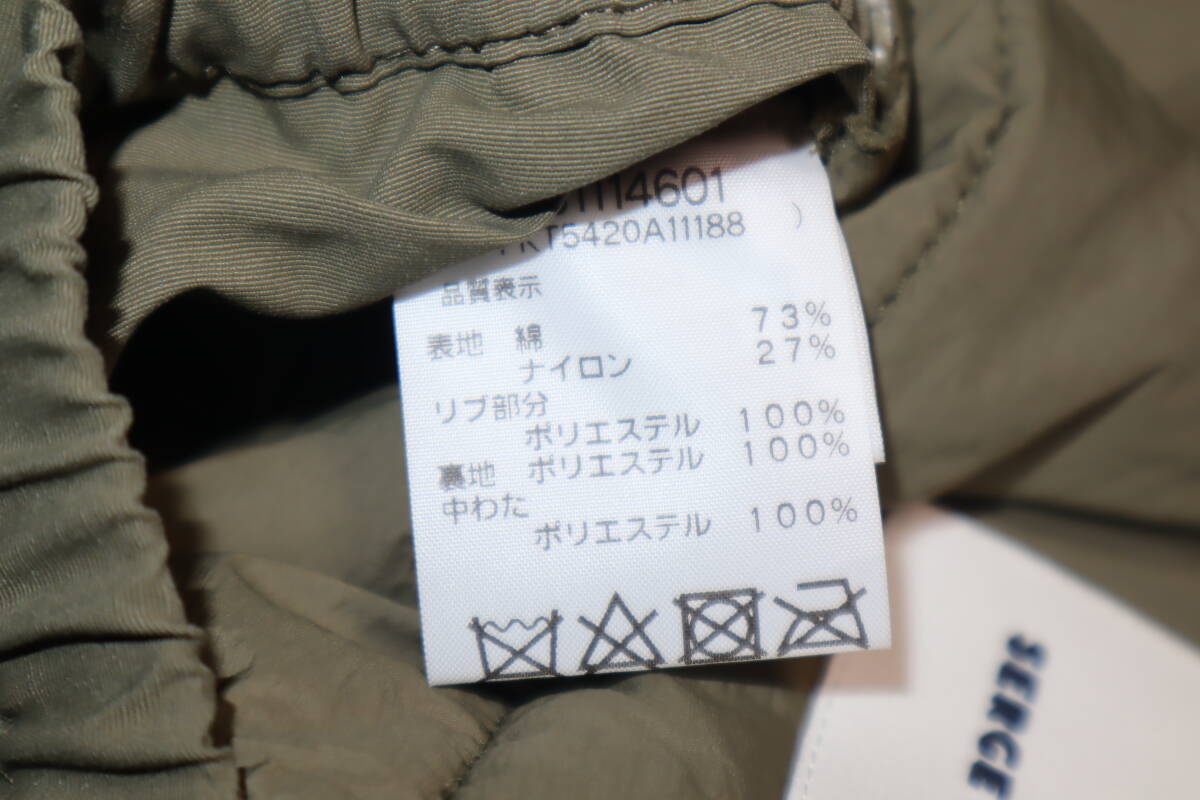 1114601
T5420A11188 )
品質表示
表地 綿 73%
ナイロン 27%
リブ部分
ポリエステル 100%
裏地 ポリエステル 100%
中わた
ポリエステル 100%
SERGE